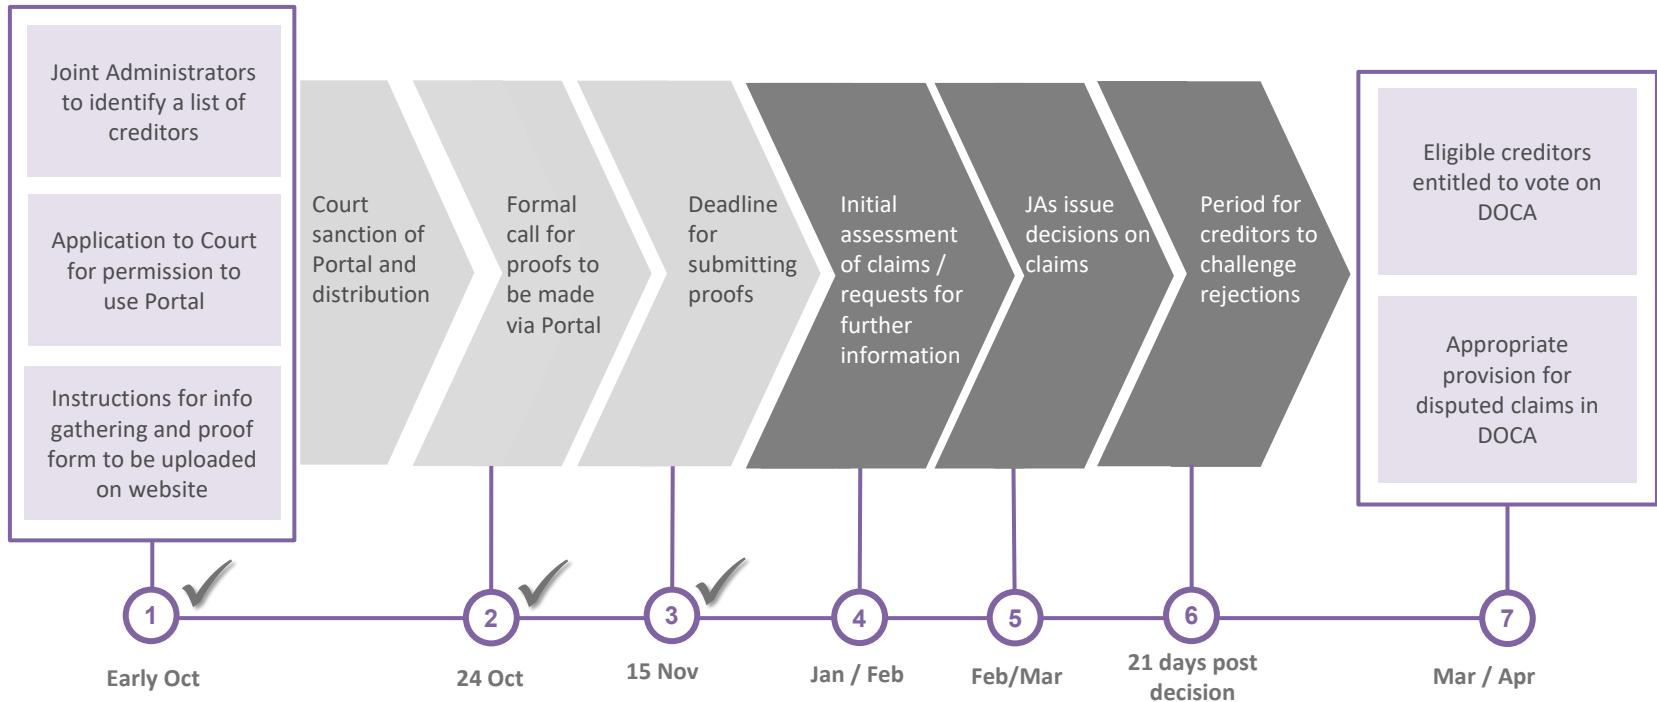 Joint Administrators
to identify a list of
creditors
Application to Court
for permission to
use Portal
Instructions for info
gathering and proof
form to be uploaded
on website
Court
sanction of
Portal and
distribution
Formal
call for
proofs to
be made
via Portal
Deadline
for
submitting
proofs
Initial
assessment
of claims /
requests for
further
information
JAs issue
decisions on
claims
Period for
creditors to
challenge
rejections
Eligible creditors
entitled to vote on
DOCA
Appropriate
provision for
disputed claims in
DOCA
1
2
3
4
5
6
7
Early Oct
24 Oct
15 Nov
Jan / Feb
Feb/Mar
21 days post
decision
Mar / Apr